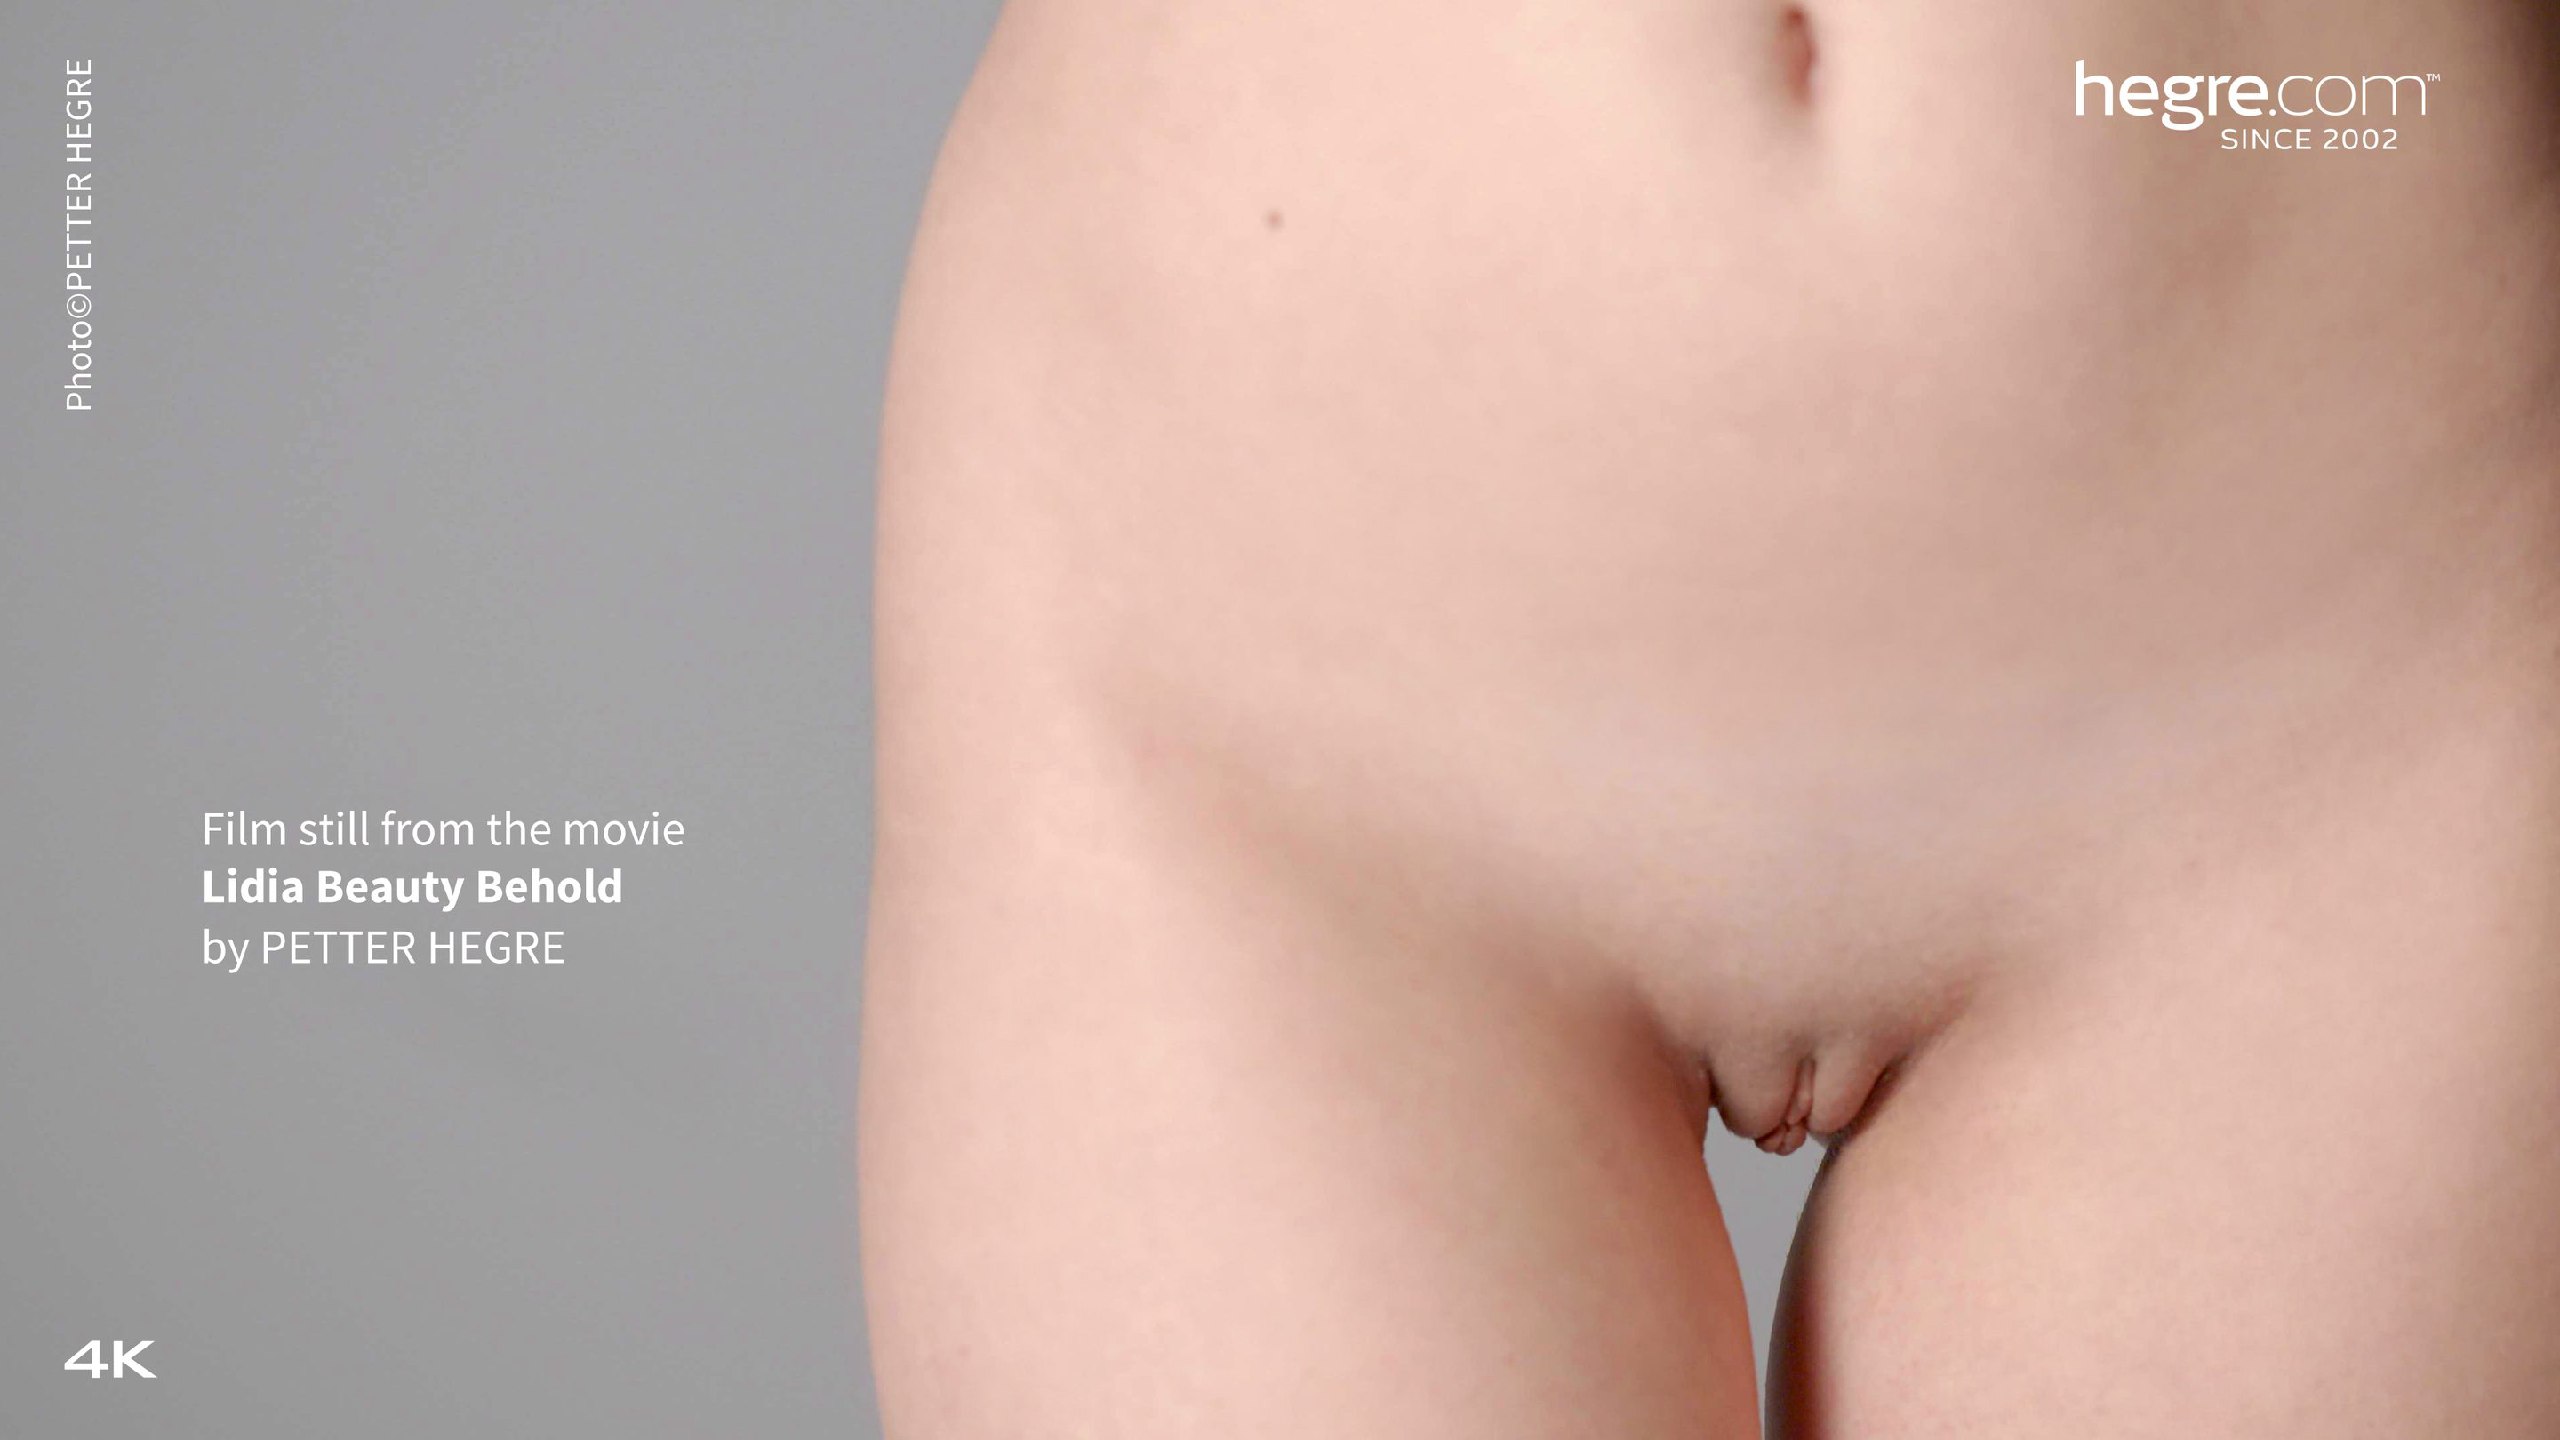 Photo©PETTER HEGRE
hegre.com™
SINCE 2002
Film still from the movie
Lidia Beauty Behold
by PETTER HEGRE
4K